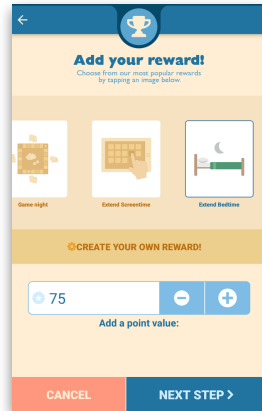 Add your reward!
Choose from our most popular rewards
by tapping an image below.
Game night
Extend Screentime
Extend Bedtime
CREATE YOUR OWN REWARD!
75
Add a point value:
CANCEL
NEXT STEP >